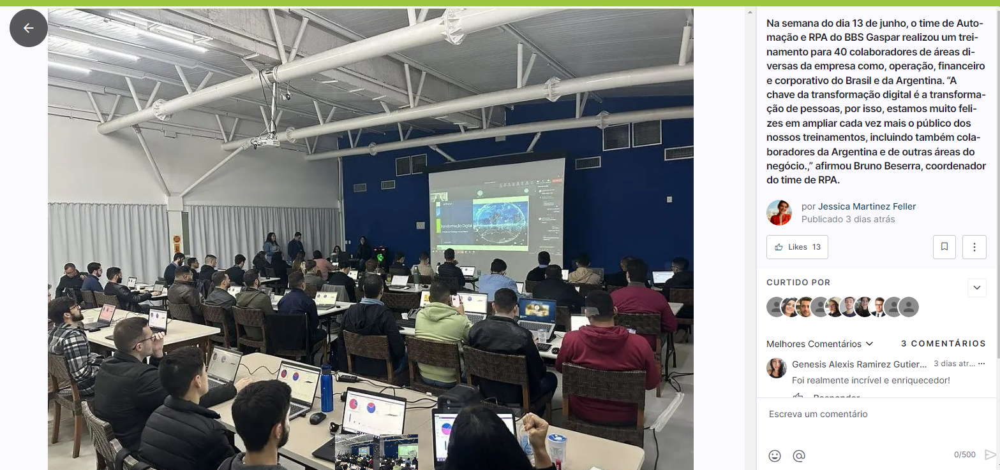 Transformação Digital
Na semana do dia 13 de junho, o time de Auto-
mação e RPA do BBS Gaspar realizou um trei-
namento para 40 colaboradores de áreas di-
versas da empresa como, operação, financeiro
e corporativo do Brasil e da Argentina. “A
chave da transformação digital é a transforma-
ção de pessoas, por isso, estamos muito feli-
zes em ampliar cada vez mais o público dos
nossos treinamentos, incluindo também cola-
boradores da Argentina e de outras áreas do
negócio.,” afirmou Bruno Beserra, coordenador
do time de RPA.
por Jessica Martinez Feller
Publicado 3 dias atrás
Likes 13
CURTIDO POR
Melhores Comentários 3 COMENTÁRIOS
Genesis Alexis Ramirez Gutier... 3 dias atr... ···
Foi realmente incrível e enriquecedor!
Responder
Escreva um comentário
0/500